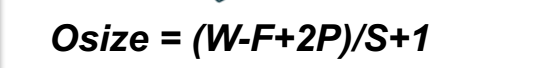 Osize = (W-F+2P)/S+1